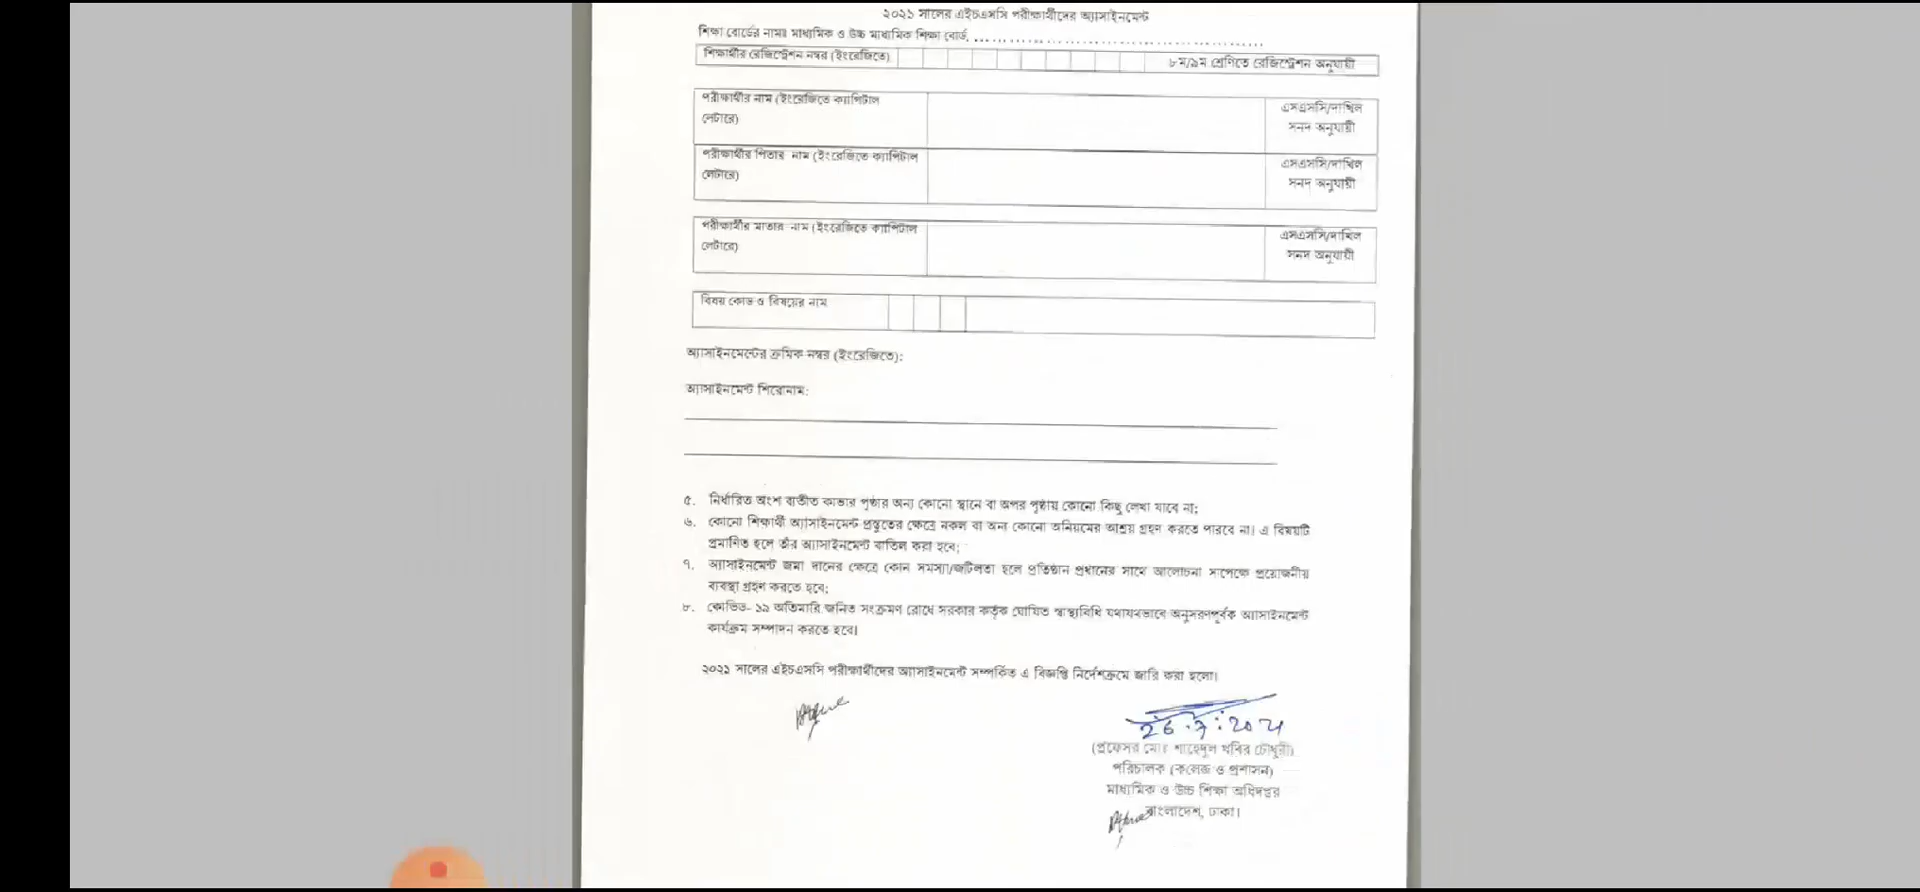 ২০২১ সালের এইচএসসি পরীক্ষার্থীদের অ্যাসাইনমেন্ট
শিক্ষা বোর্ডের নামঃ মাধ্যমিক ও উচ্চ মাধ্যমিক শিক্ষা বোর্ড, ................................................
শিক্ষার্থীর রেজিস্ট্রেশন নম্বর (ইংরেজিতে) ৮ম/৯ম শ্রেণিতে রেজিস্ট্রেশন অনুযায়ী
পরীক্ষার্থীর নাম (ইংরেজিতে ক্যাপিটাল
লেটারে)
এসএসসি/দাখিল
সনদ অনুযায়ী
পরীক্ষার্থীর পিতার নাম (ইংরেজিতে ক্যাপিটাল
লেটারে)
এসএসসি/দাখিল
সনদ অনুযায়ী
পরীক্ষার্থীর মাতার নাম (ইংরেজিতে ক্যাপিটাল
লেটারে)
এসএসসি/দাখিল
সনদ অনুযায়ী
বিষয় কোড ও বিষয়ের নাম
অ্যাসাইনমেন্টের ক্রমিক নম্বর (ইংরেজিতে):
অ্যাসাইনমেন্ট শিরোনাম:
৫. নির্ধারিত অংশ ব্যতীত কাভার পৃষ্ঠার অন্য কোনো স্থানে বা অপর পৃষ্ঠায় কোনো কিছু লেখা যাবে না;
৬. কোনো শিক্ষার্থী অ্যাসাইনমেন্ট প্রস্তুতের ক্ষেত্রে নকল বা অন্য কোনো অনিয়মের আশ্রয় গ্রহণ করতে পারবে না। এ বিষয়টি
প্রমাণিত হলে তাঁর অ্যাসাইনমেন্ট বাতিল করা হবে;
৭. অ্যাসাইনমেন্ট জমা দানের ক্ষেত্রে কোন সমস্যা/জটিলতা হলে প্রতিষ্ঠান প্রধানের সাথে আলোচনা সাপেক্ষে প্রয়োজনীয়
ব্যবস্থা গ্রহণ করতে হবে;
৮. কোভিড- ১৯ অতিমারি জনিত সংক্রমণ রোধে সরকার কর্তৃক ঘোষিত স্বাস্থ্যবিধি যথাযথভাবে অনুসরণপূর্বক অ্যাসাইনমেন্ট
কার্যক্রম সম্পাদন করতে হবে।
২০২১ সালের এইচএসসি পরীক্ষার্থীদের অ্যাসাইনমেন্ট সম্পর্কিত এ বিজ্ঞপ্তি নির্দেশক্রমে জারি করা হলো।
26.7.2021
(প্রফেসর মোঃ শাহেদুল খবির চৌধুরী)
পরিচালক (কলেজ ও প্রশাসন)
মাধ্যমিক ও উচ্চ শিক্ষা অধিদপ্তর
বাংলাদেশ, ঢাকা।